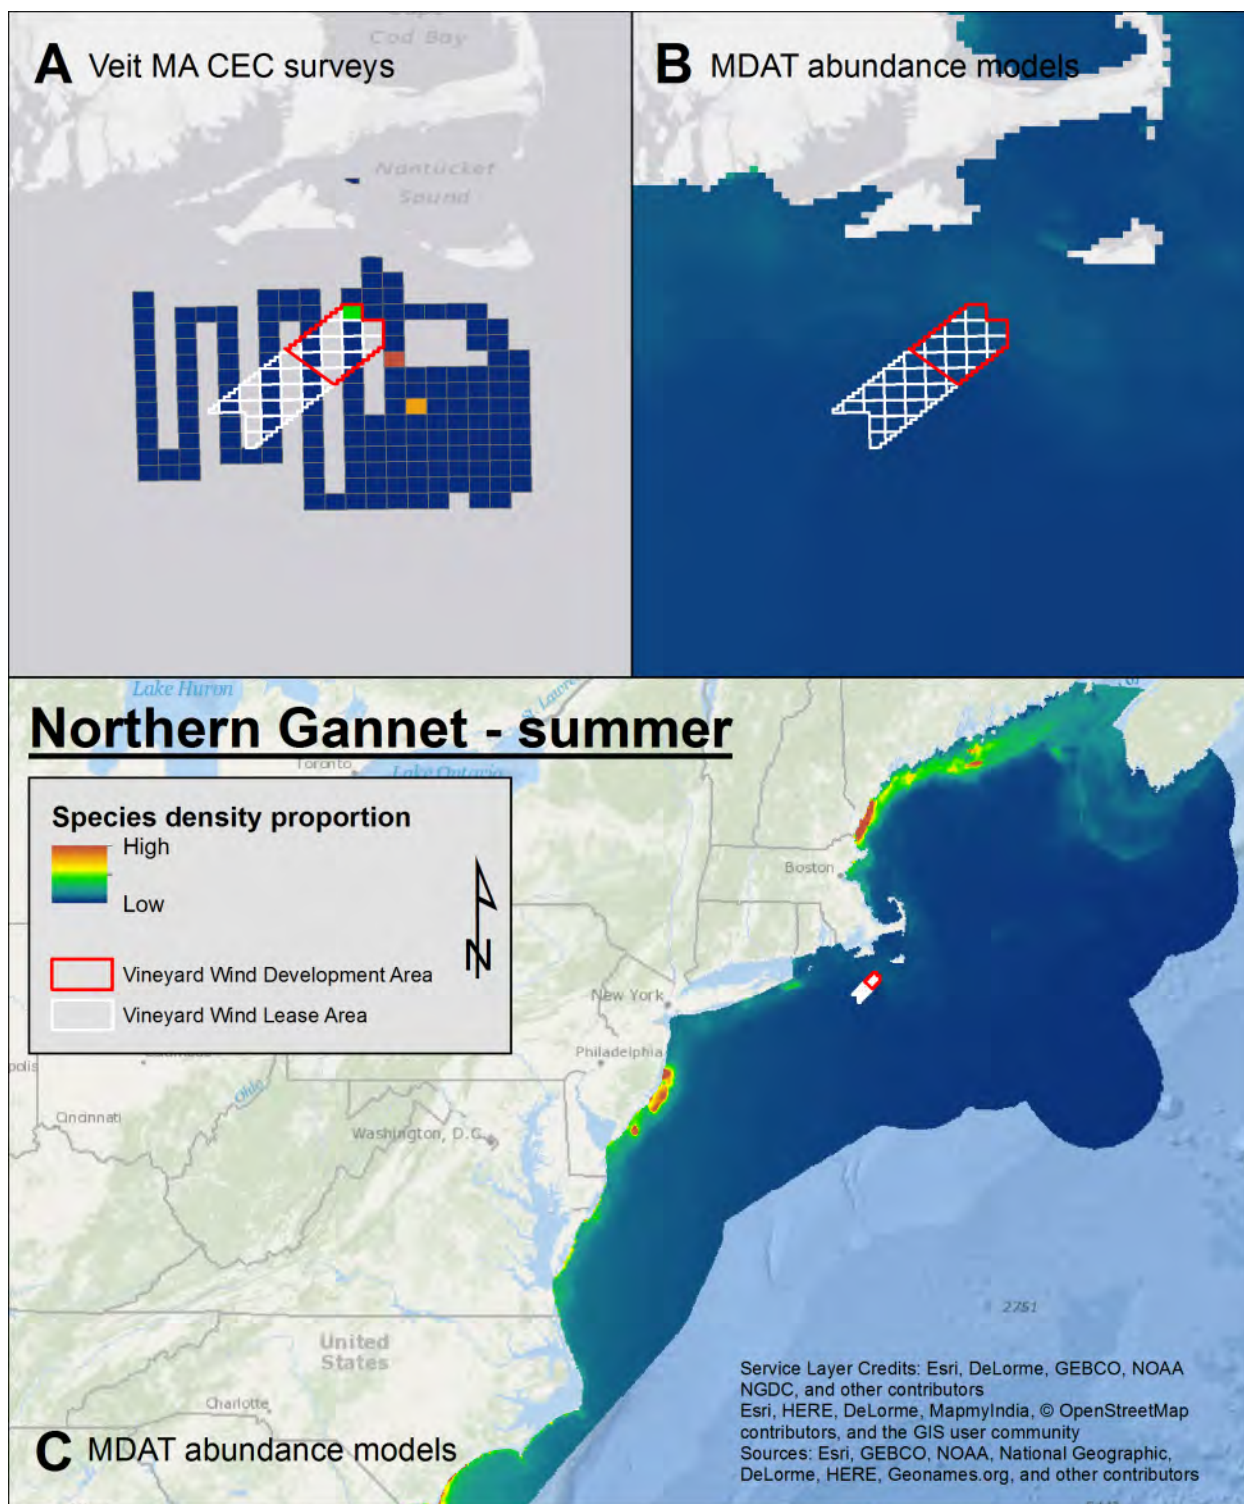 Cod Bay
A Veit MA CEC surveys
B MDAT abundance models
Nantucket
Sound
Lake Huron
St. Lawre
Northern Gannet - summer
Toronto
Lake Ontario
Species density proportion
High
Low
Boston
N
Vineyard Wind Development Area
Vineyard Wind Lease Area
New York
Philadelphia
polis
Ohio
Cincinnati
Washington, D.C.
2751
United
States
Charlotte
C MDAT abundance models
Service Layer Credits: Esri, DeLorme, GEBCO, NOAA
NGDC, and other contributors
Esri, HERE, DeLorme, MapmyIndia, © OpenStreetMap
contributors, and the GIS user community
Sources: Esri, GEBCO, NOAA, National Geographic,
DeLorme, HERE, Geonames.org, and other contributors